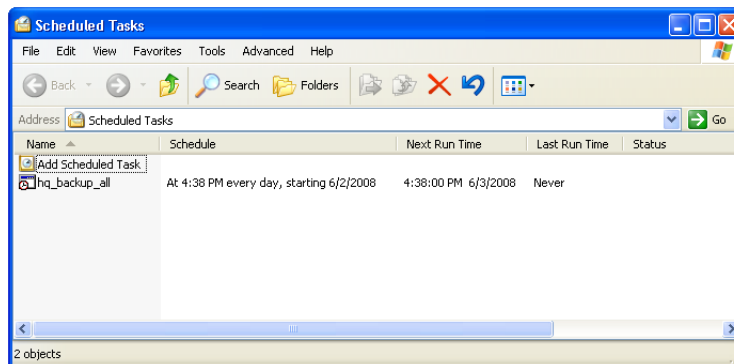 Scheduled Tasks
File Edit View Favorites Tools Advanced Help
Back Search Folders
Address Scheduled Tasks Go
Name Schedule Next Run Time Last Run Time Status
Add Scheduled Task
hq_backup_all At 4:38 PM every day, starting 6/2/2008 4:38:00 PM 6/3/2008 Never
2 objects